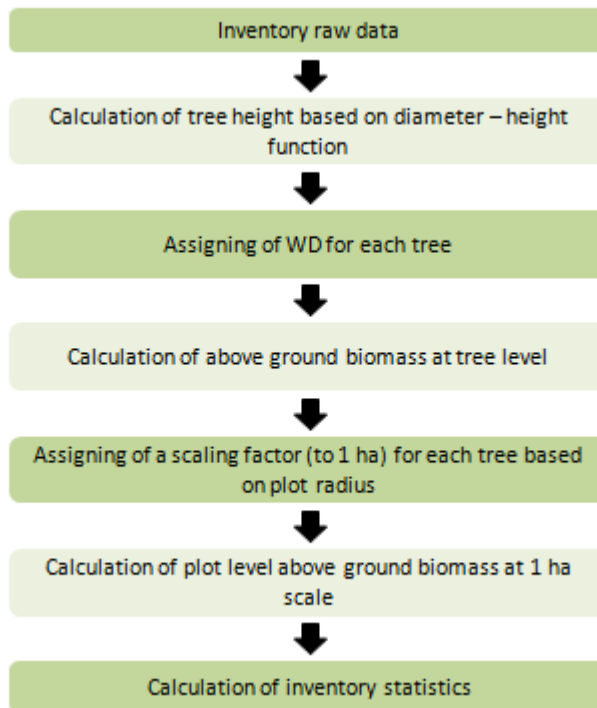 Inventory raw data
Calculation of tree height based on diameter – height
function
Assigning of WD for each tree
Calculation of above ground biomass at tree level
Assigning of a scaling factor (to 1 ha) for each tree based
on plot radius
Calculation of plot level above ground biomass at 1 ha
scale
Calculation of inventory statistics